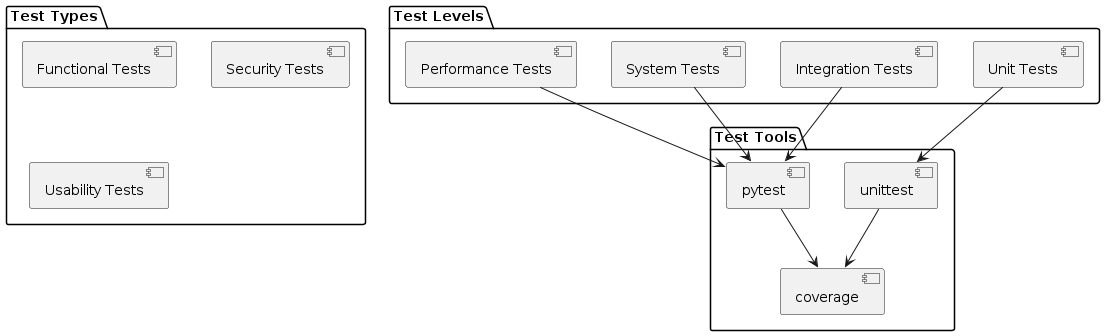 Test Types
Functional Tests
Security Tests
Usability Tests
Test Levels
Performance Tests
System Tests
Integration Tests
Unit Tests
Test Tools
pytest
unittest
coverage